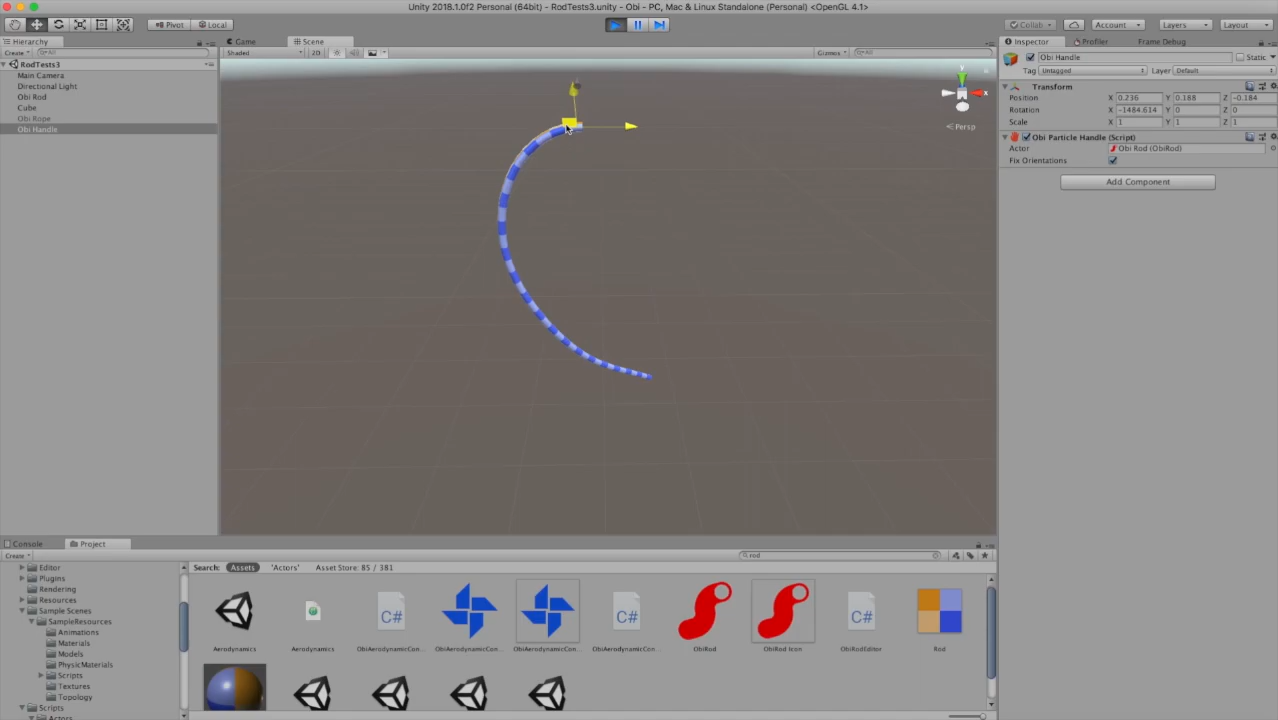 Unity 2018.1.0f2 Personal (64bit) - RodTests3.unity - Obi - PC, Mac & Linux Standalone (Personal) <OpenGL 4.1>
Pivot Local
Collab Account Layers Layout
Hierarchy
Game Scene
Inspector Profiler Frame Debug
Create All
Shaded 2D Gizmos All
Obi Handle Static
Tag Untagged Layer Default
RodTests3
Main Camera
Directional Light
Obi Rod
Cube
Obi Rope
Obi Handle
Transform
Position X 0.236 Y 0.188 Z -0.184
Rotation X -1484.614 Y 0 Z 0
Scale X 1 Y 1 Z 1
Obi Particle Handle (Script)
Actor Obi Rod (ObiRod)
Fix Orientations
Add Component
y
x
Persp
Console Project
Create rod
Search: Assets 'Actors' Asset Store: 85 / 381
Editor
Plugins
Rendering
Resources
Sample Scenes
SampleResources
Animations
Materials
Models
PhysicMaterials
Scripts
Textures
Topology
Scripts
Actors
C# C# C#
Aerodynamics Aerodynamics ObiAerodynamicCon... ObiAerodynamicCon... ObiAerodynamicCon... ObiAerodynamicCon... ObiRod ObiRod Icon ObiRodEditor Rod